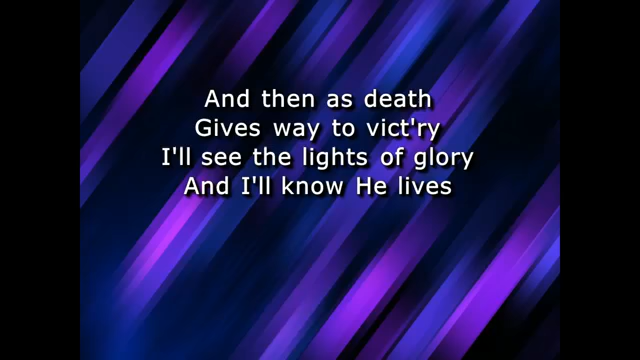 And then as death
Gives way to vict'ry
I'll see the lights of glory
And I'll know He lives